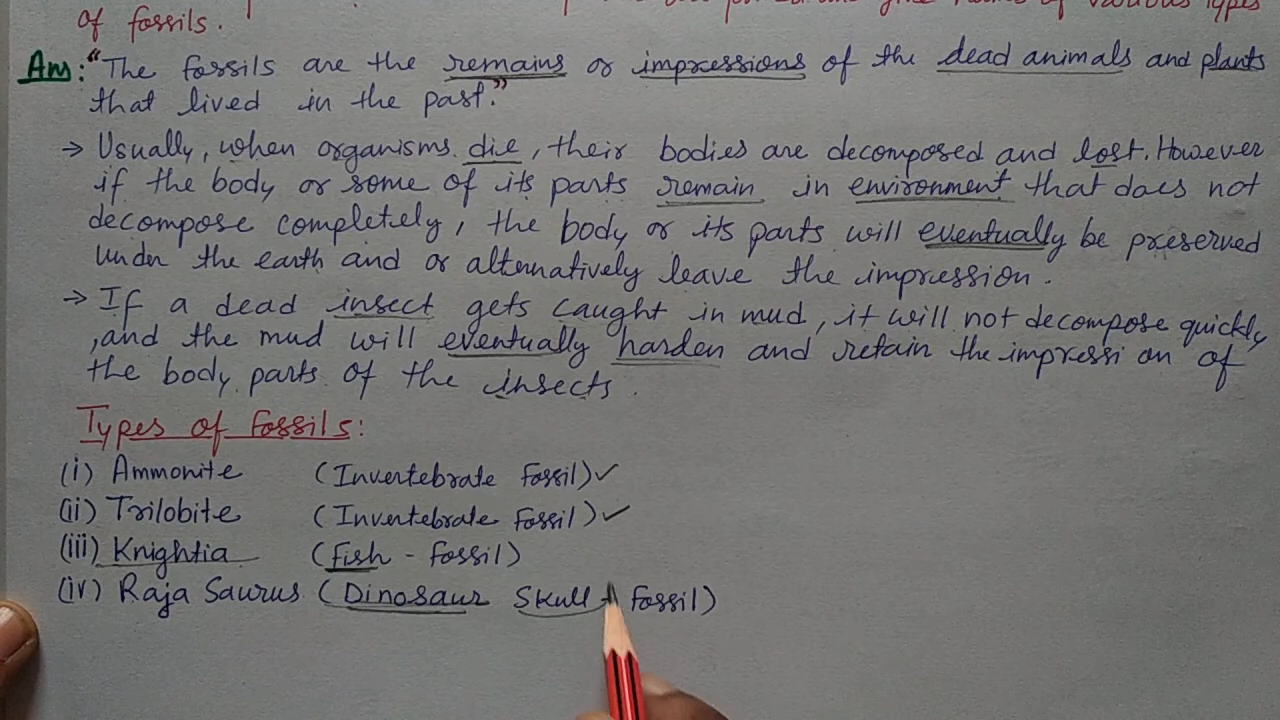 of various Types
of fossils.
Ans: "The fossils are the remains or impressions of the dead animals and plants
that lived in the past."
→ Usually, when organisms die, their bodies are decomposed and lost. However
if the body or some of its parts remain in environment that does not
decompose completely, the body or its parts will eventually be preserved
under the earth and or alternatively leave the impression.
→ If a dead insect gets caught in mud, it will not decompose quickly
,and the mud will eventually harden and retain the impression of
the body parts of the insects.
Types of Fossils:
(i) Ammonite (Invertebrate Fossil) ✓
(ii) Trilobite (Invertebrate Fossil) ✓
(iii) Knightia (Fish - Fossil)
(iv) Raja Saurus (Dinosaur Skull - Fossil)